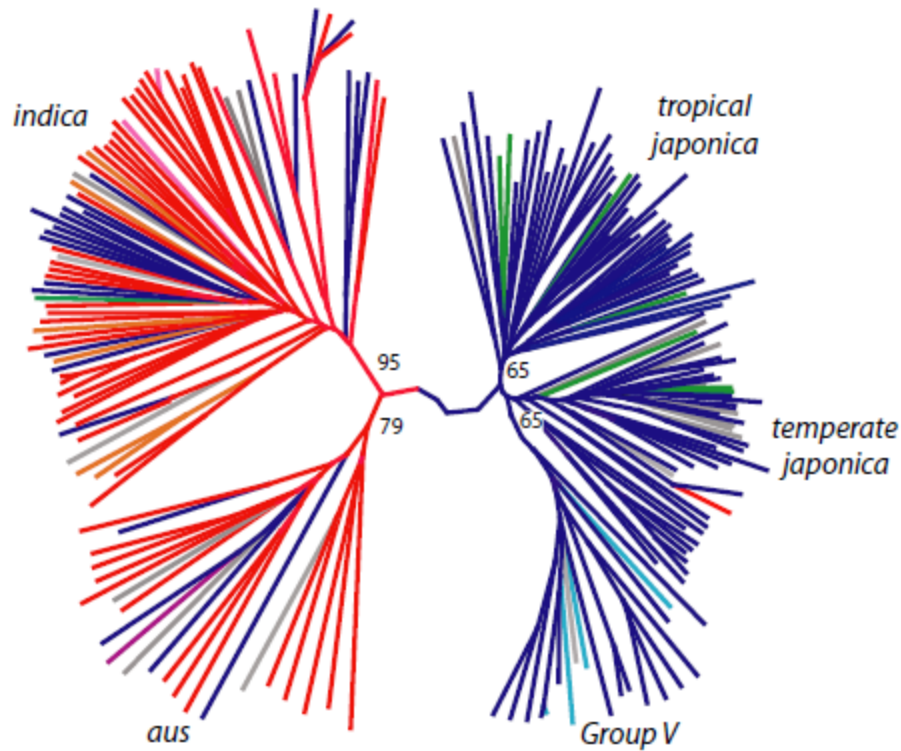 indica
tropical
japonica
95
65
65
79
temperate
japonica
aus
Group V